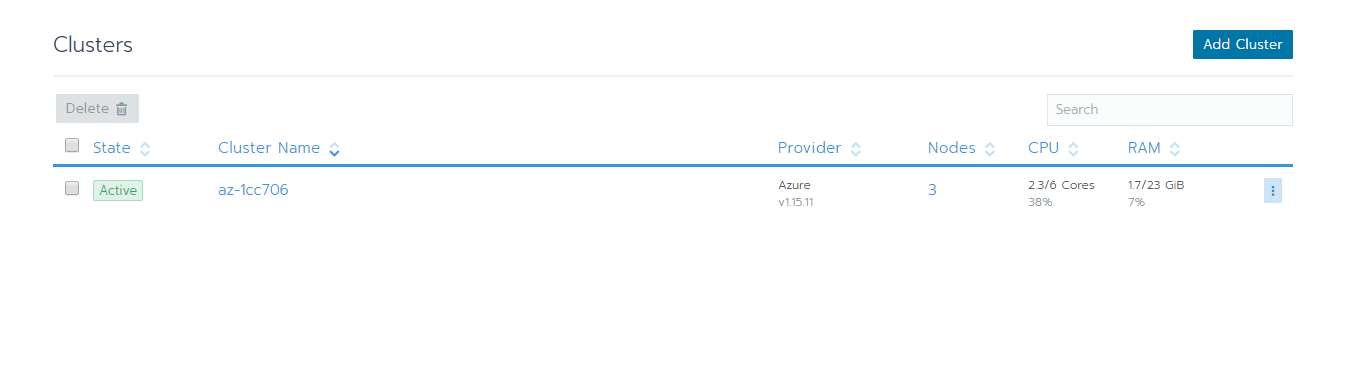 Clusters
Add Cluster
Delete
Search
State Cluster Name Provider Nodes CPU RAM
Active az-1cc706 Azure 3 2.3/6 Cores 1.7/23 GiB
v1.15.11 38% 7%